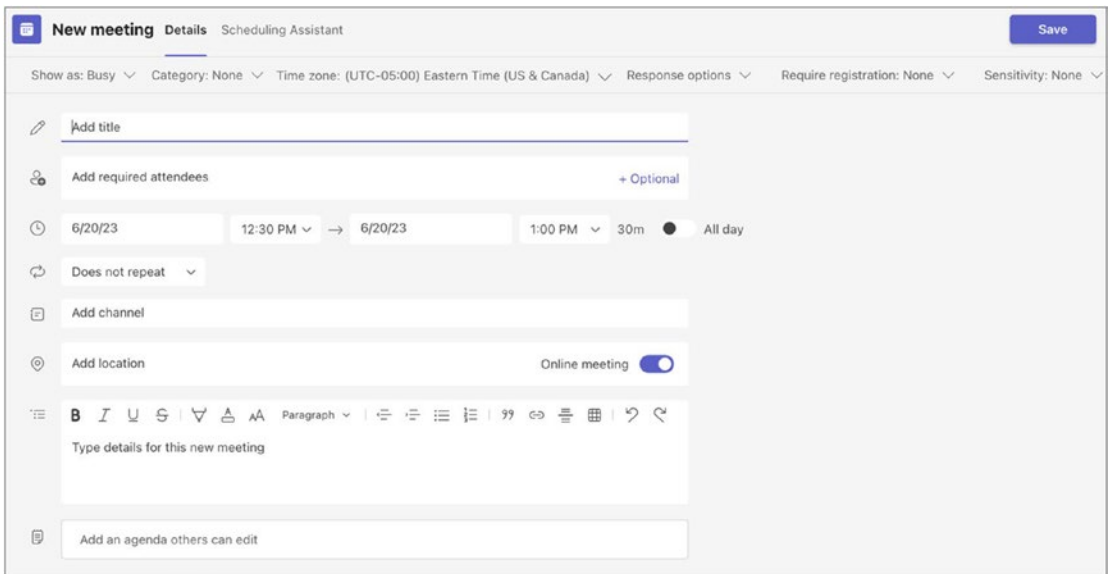 New meeting Details Scheduling Assistant Save
Show as: Busy Category: None Time zone: (UTC-05:00) Eastern Time (US & Canada) Response options Require registration: None Sensitivity: None
Add title
Add required attendees + Optional
6/20/23 12:30 PM → 6/20/23 1:00 PM 30m All day
Does not repeat
Add channel
Add location Online meeting
B I U S A AA Paragraph 99
Type details for this new meeting
Add an agenda others can edit